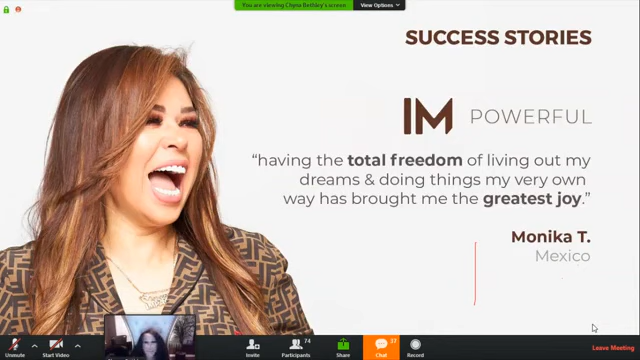 You are viewing Chyna Bethley's screen View Options
SUCCESS STORIES
IM POWERFUL
“having the total freedom of living out my
dreams & doing things my very own
way has brought me the greatest joy.”
Monika T.
Mexico
Unmute
Start Video
Invite
Participants 74
Share
Chat 37
Record
Leave Meeting